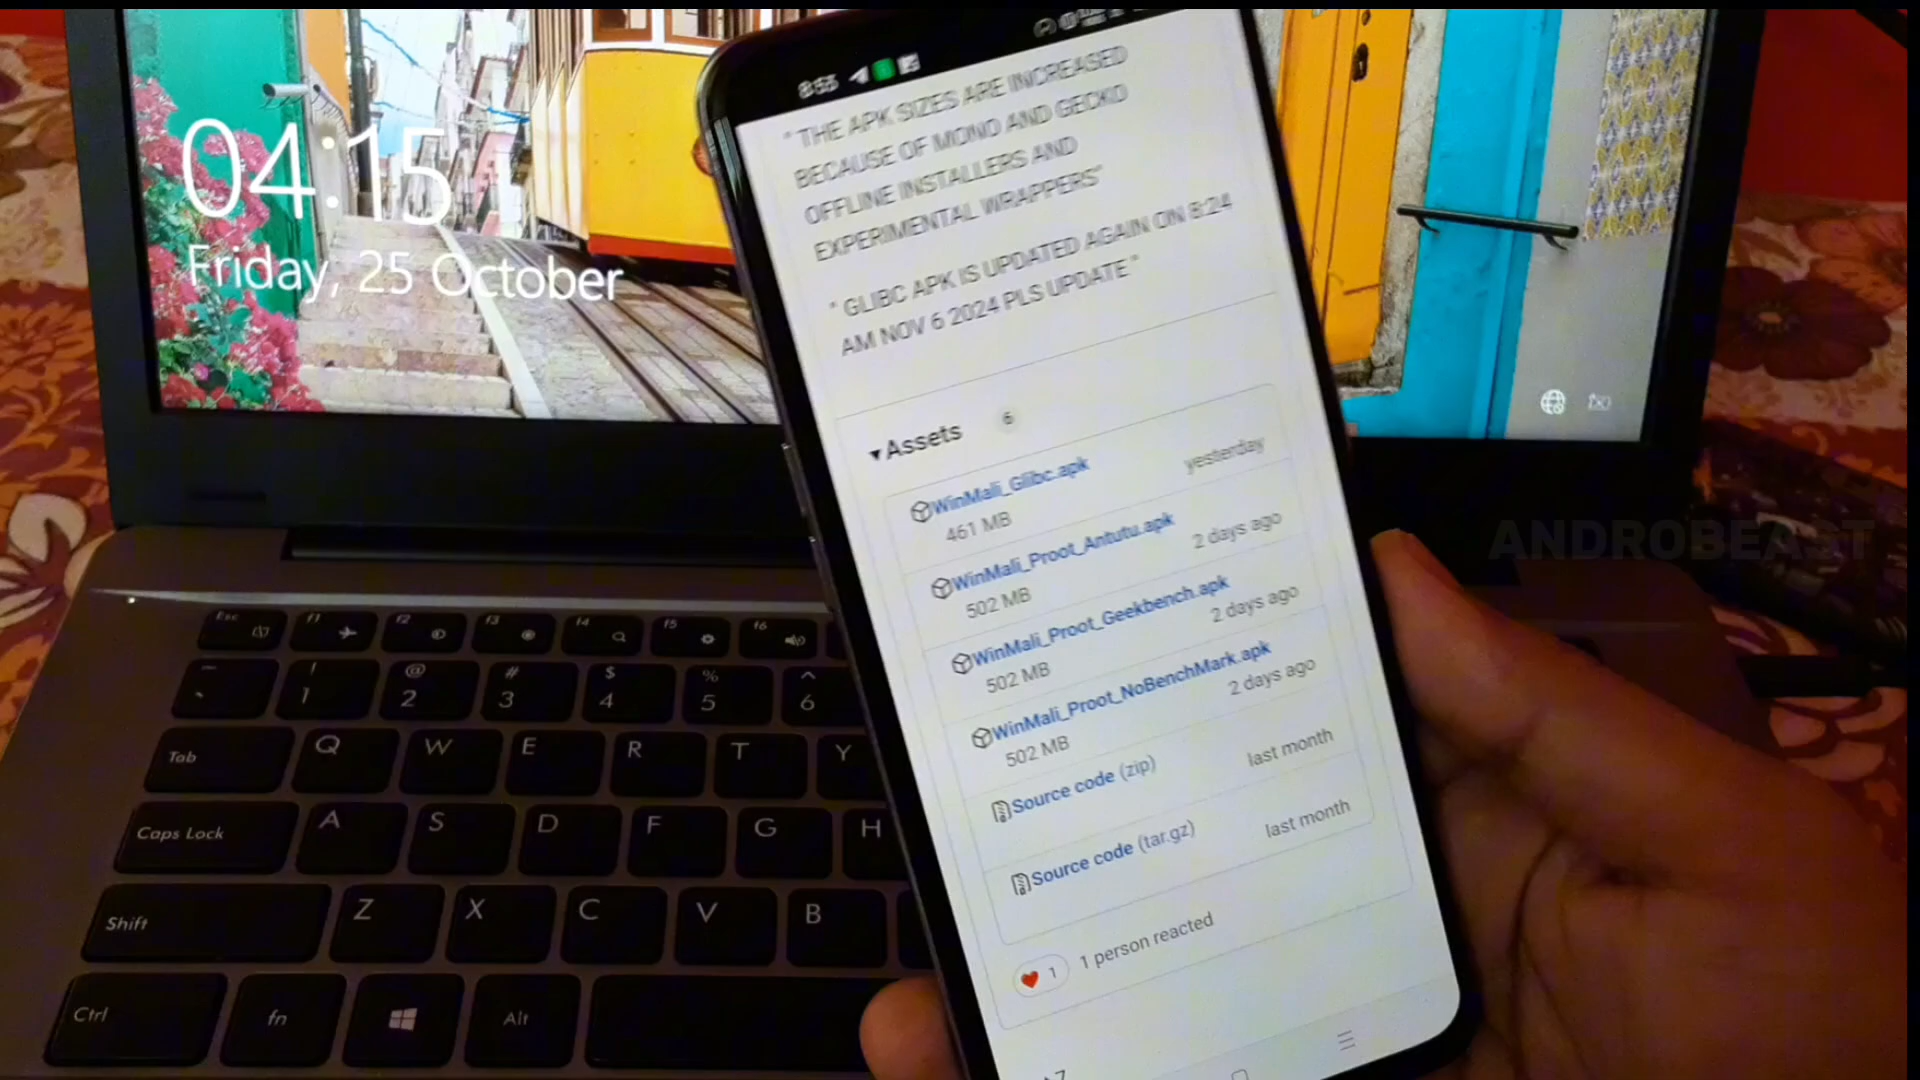 04:15
Friday, 25 October
8:55
" THE APK SIZES ARE INCREASED
BECAUSE OF MONO AND GECKO
OFFLINE INSTALLERS AND
EXPERIMENTAL WRAPPERS"
" GLIBC APK IS UPDATED AGAIN ON 8:24
AM NOV 6 2024 PLS UPDATE "
▾Assets 6
WinMali_Glibc.apk
461 MB yesterday
WinMali_Proot_Antutu.apk
502 MB 2 days ago
WinMali_Proot_Geekbench.apk
502 MB 2 days ago
WinMali_Proot_NoBenchMark.apk
502 MB 2 days ago
Source code (zip)
last month
Source code (tar.gz)
last month
❤️ 1 1 person reacted
ANDROBEAST
Esc f1 f2 f3 f4 f5 f6
~ ! @ # $ % ^
` 1 2 3 4 5 6
Tab Q W E R T Y
Caps Lock A S D F G H
Shift Z X C V B
Ctrl fn Alt